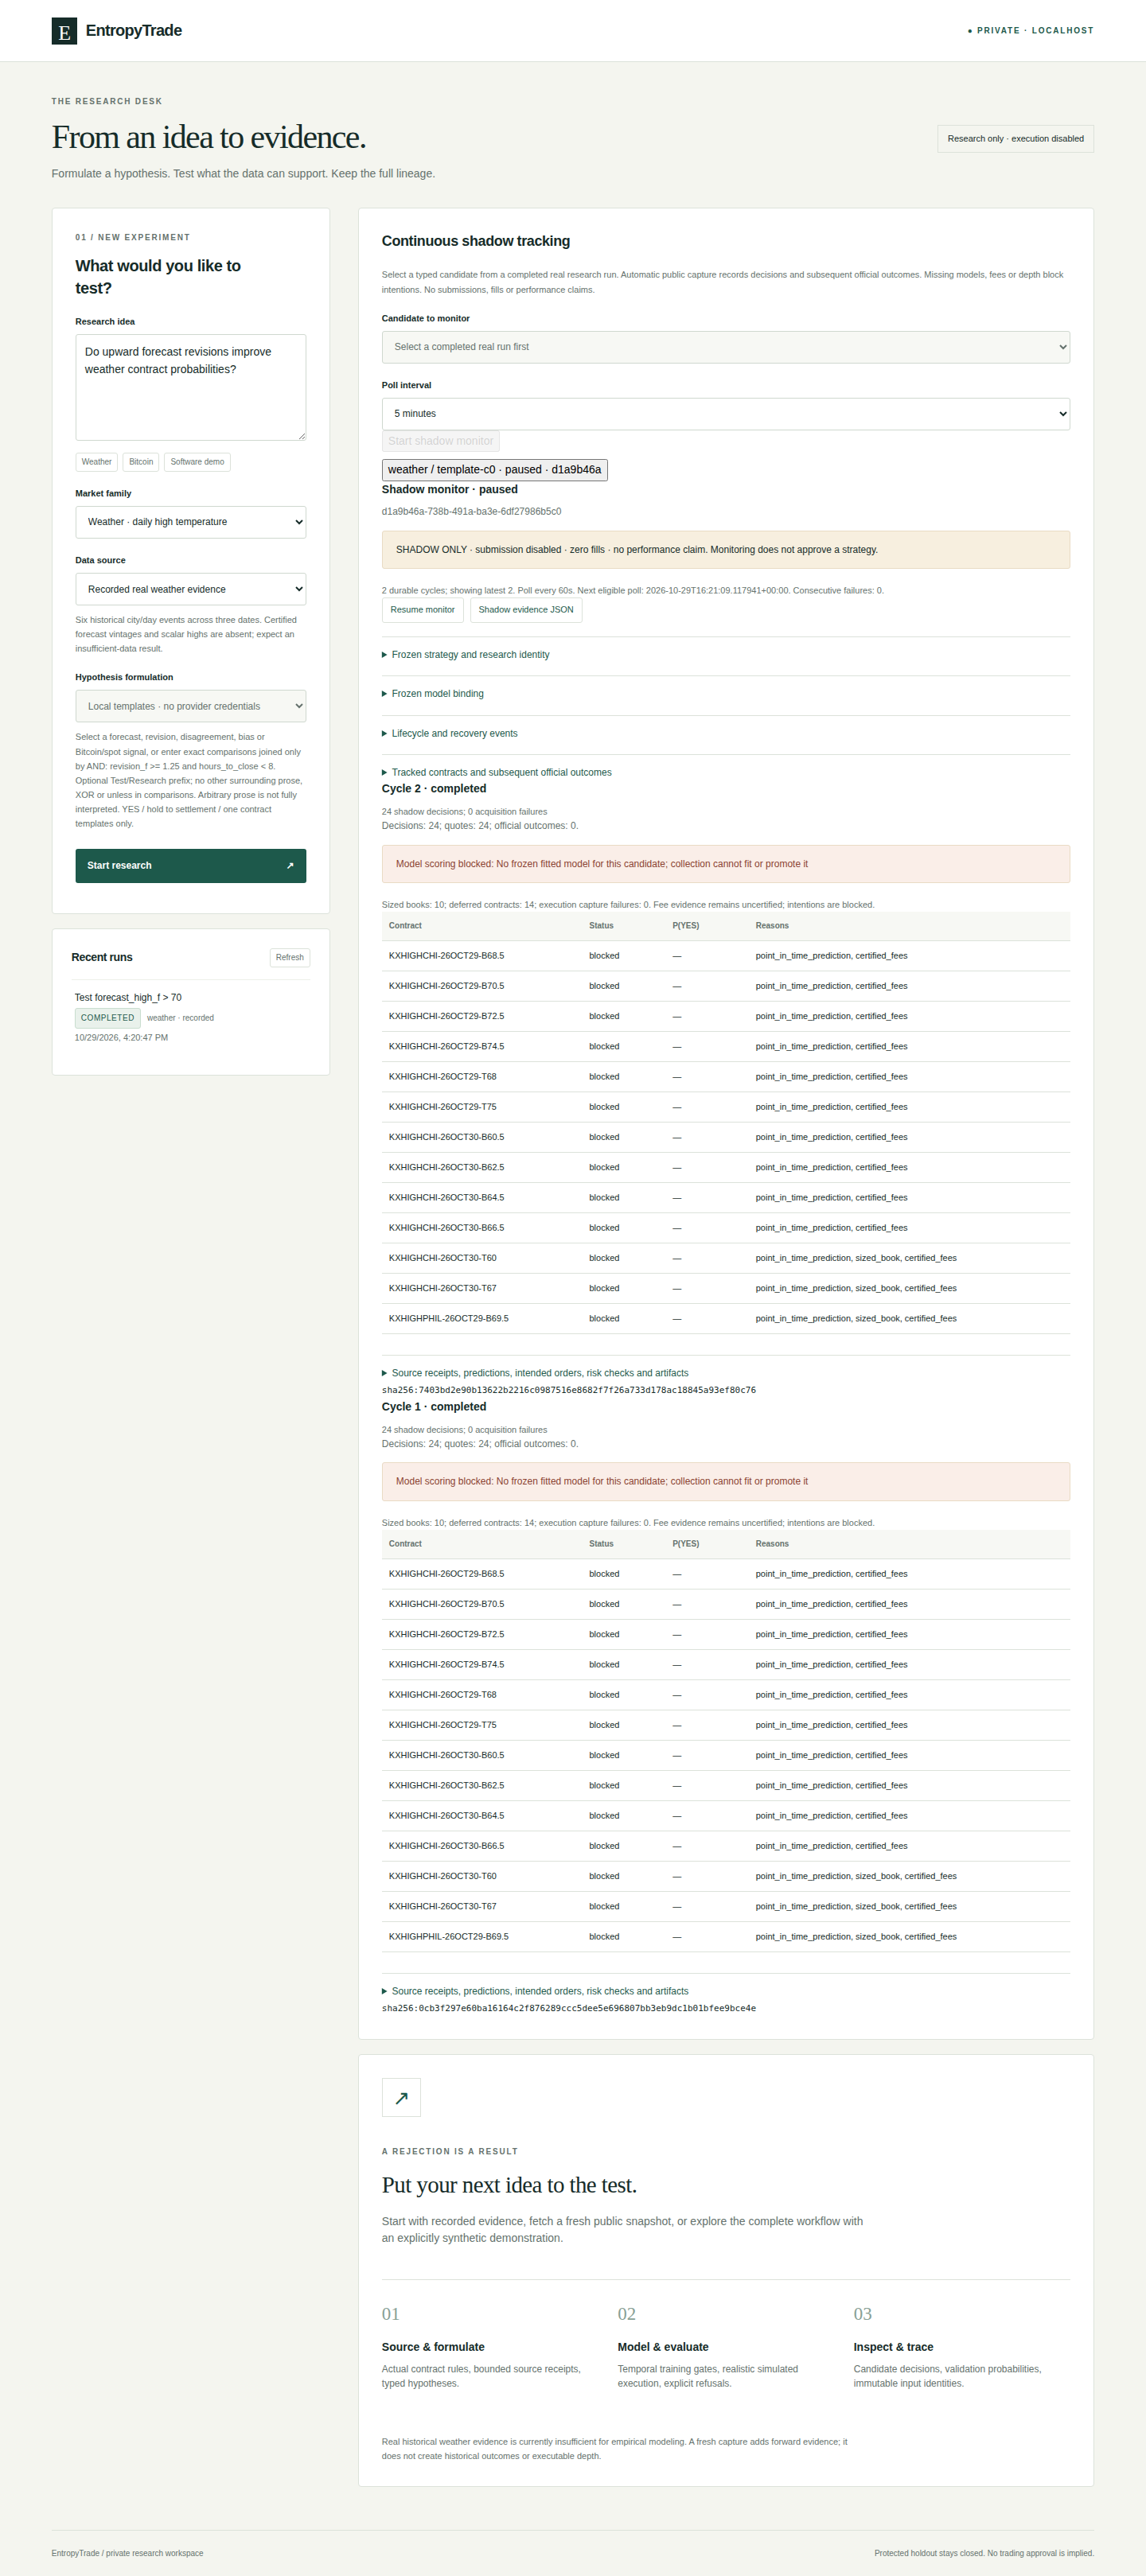 E
EntropyTrade
PRIVATE · LOCALHOST
THE RESEARCH DESK
From an idea to evidence.
Research only · execution disabled
Formulate a hypothesis. Test what the data can support. Keep the full lineage.
01 / NEW EXPERIMENT
What would you like to
test?
Research idea
Do upward forecast revisions improve
weather contract probabilities?
Weather
Bitcoin
Software demo
Market family
Weather · daily high temperature
Data source
Recorded real weather evidence
Six historical city/day events across three dates. Certified
forecast vintages and scalar highs are absent; expect an
insufficient-data result.
Hypothesis formulation
Local templates · no provider credentials
Select a forecast, revision, disagreement, bias or
Bitcoin/spot signal, or enter exact comparisons joined only
by AND: revision_f >= 1.25 and hours_to_close < 8.
Optional Test/Research prefix; no other surrounding prose,
XOR or unless in comparisons. Arbitrary prose is not fully
interpreted. YES / hold to settlement / one contract
templates only.
Start research ↗
Recent runs
Refresh
Test forecast_high_f > 70
COMPLETED weather · recorded
10/29/2026, 4:20:47 PM
Continuous shadow tracking
Select a typed candidate from a completed real research run. Automatic public capture records decisions and subsequent official outcomes. Missing models, fees or depth block
intentions. No submissions, fills or performance claims.
Candidate to monitor
Select a completed real run first
Poll interval
5 minutes
Start shadow monitor
weather / template-c0 · paused · d1a9b46a
Shadow monitor · paused
d1a9b46a-738b-491a-ba3e-6df27986b5c0
SHADOW ONLY · submission disabled · zero fills · no performance claim. Monitoring does not approve a strategy.
2 durable cycles; showing latest 2. Poll every 60s. Next eligible poll: 2026-10-29T16:21:09.117941+00:00. Consecutive failures: 0.
Resume monitor
Shadow evidence JSON
▶ Frozen strategy and research identity
▶ Frozen model binding
▶ Lifecycle and recovery events
▶ Tracked contracts and subsequent official outcomes
Cycle 2 · completed
24 shadow decisions; 0 acquisition failures
Decisions: 24; quotes: 24; official outcomes: 0.
Model scoring blocked: No frozen fitted model for this candidate; collection cannot fit or promote it
Sized books: 10; deferred contracts: 14; execution capture failures: 0. Fee evidence remains uncertified; intentions are blocked.
Contract Status P(YES) Reasons
KXHIGHCHI-26OCT29-B68.5 blocked — point_in_time_prediction, certified_fees
KXHIGHCHI-26OCT29-B70.5 blocked — point_in_time_prediction, certified_fees
KXHIGHCHI-26OCT29-B72.5 blocked — point_in_time_prediction, certified_fees
KXHIGHCHI-26OCT29-B74.5 blocked — point_in_time_prediction, certified_fees
KXHIGHCHI-26OCT29-T68 blocked — point_in_time_prediction, certified_fees
KXHIGHCHI-26OCT29-T75 blocked — point_in_time_prediction, certified_fees
KXHIGHCHI-26OCT30-B60.5 blocked — point_in_time_prediction, certified_fees
KXHIGHCHI-26OCT30-B62.5 blocked — point_in_time_prediction, certified_fees
KXHIGHCHI-26OCT30-B64.5 blocked — point_in_time_prediction, certified_fees
KXHIGHCHI-26OCT30-B66.5 blocked — point_in_time_prediction, certified_fees
KXHIGHCHI-26OCT30-T60 blocked — point_in_time_prediction, sized_book, certified_fees
KXHIGHCHI-26OCT30-T67 blocked — point_in_time_prediction, sized_book, certified_fees
KXHIGHPHIL-26OCT29-B69.5 blocked — point_in_time_prediction, sized_book, certified_fees
▶ Source receipts, predictions, intended orders, risk checks and artifacts
sha256:7403bd2e90b13622b2216c0987516e8682f7f26a733d178ac18845a93ef80c76
Cycle 1 · completed
24 shadow decisions; 0 acquisition failures
Decisions: 24; quotes: 24; official outcomes: 0.
Model scoring blocked: No frozen fitted model for this candidate; collection cannot fit or promote it
Sized books: 10; deferred contracts: 14; execution capture failures: 0. Fee evidence remains uncertified; intentions are blocked.
Contract Status P(YES) Reasons
KXHIGHCHI-26OCT29-B68.5 blocked — point_in_time_prediction, certified_fees
KXHIGHCHI-26OCT29-B70.5 blocked — point_in_time_prediction, certified_fees
KXHIGHCHI-26OCT29-B72.5 blocked — point_in_time_prediction, certified_fees
KXHIGHCHI-26OCT29-B74.5 blocked — point_in_time_prediction, certified_fees
KXHIGHCHI-26OCT29-T68 blocked — point_in_time_prediction, certified_fees
KXHIGHCHI-26OCT29-T75 blocked — point_in_time_prediction, certified_fees
KXHIGHCHI-26OCT30-B60.5 blocked — point_in_time_prediction, certified_fees
KXHIGHCHI-26OCT30-B62.5 blocked — point_in_time_prediction, certified_fees
KXHIGHCHI-26OCT30-B64.5 blocked — point_in_time_prediction, certified_fees
KXHIGHCHI-26OCT30-B66.5 blocked — point_in_time_prediction, certified_fees
KXHIGHCHI-26OCT30-T60 blocked — point_in_time_prediction, sized_book, certified_fees
KXHIGHCHI-26OCT30-T67 blocked — point_in_time_prediction, sized_book, certified_fees
KXHIGHPHIL-26OCT29-B69.5 blocked — point_in_time_prediction, sized_book, certified_fees
▶ Source receipts, predictions, intended orders, risk checks and artifacts
sha256:0cb3f297e60ba16164c2f876289ccc5dee5e696807bb3eb9dc1b01bfee9bce4e
↗
A REJECTION IS A RESULT
Put your next idea to the test.
Start with recorded evidence, fetch a fresh public snapshot, or explore the complete workflow with
an explicitly synthetic demonstration.
01
Source & formulate
Actual contract rules, bounded source receipts,
typed hypotheses.
02
Model & evaluate
Temporal training gates, realistic simulated
execution, explicit refusals.
03
Inspect & trace
Candidate decisions, validation probabilities,
immutable input identities.
Real historical weather evidence is currently insufficient for empirical modeling. A fresh capture adds forward evidence; it
does not create historical outcomes or executable depth.
EntropyTrade / private research workspace
Protected holdout stays closed. No trading approval is implied.